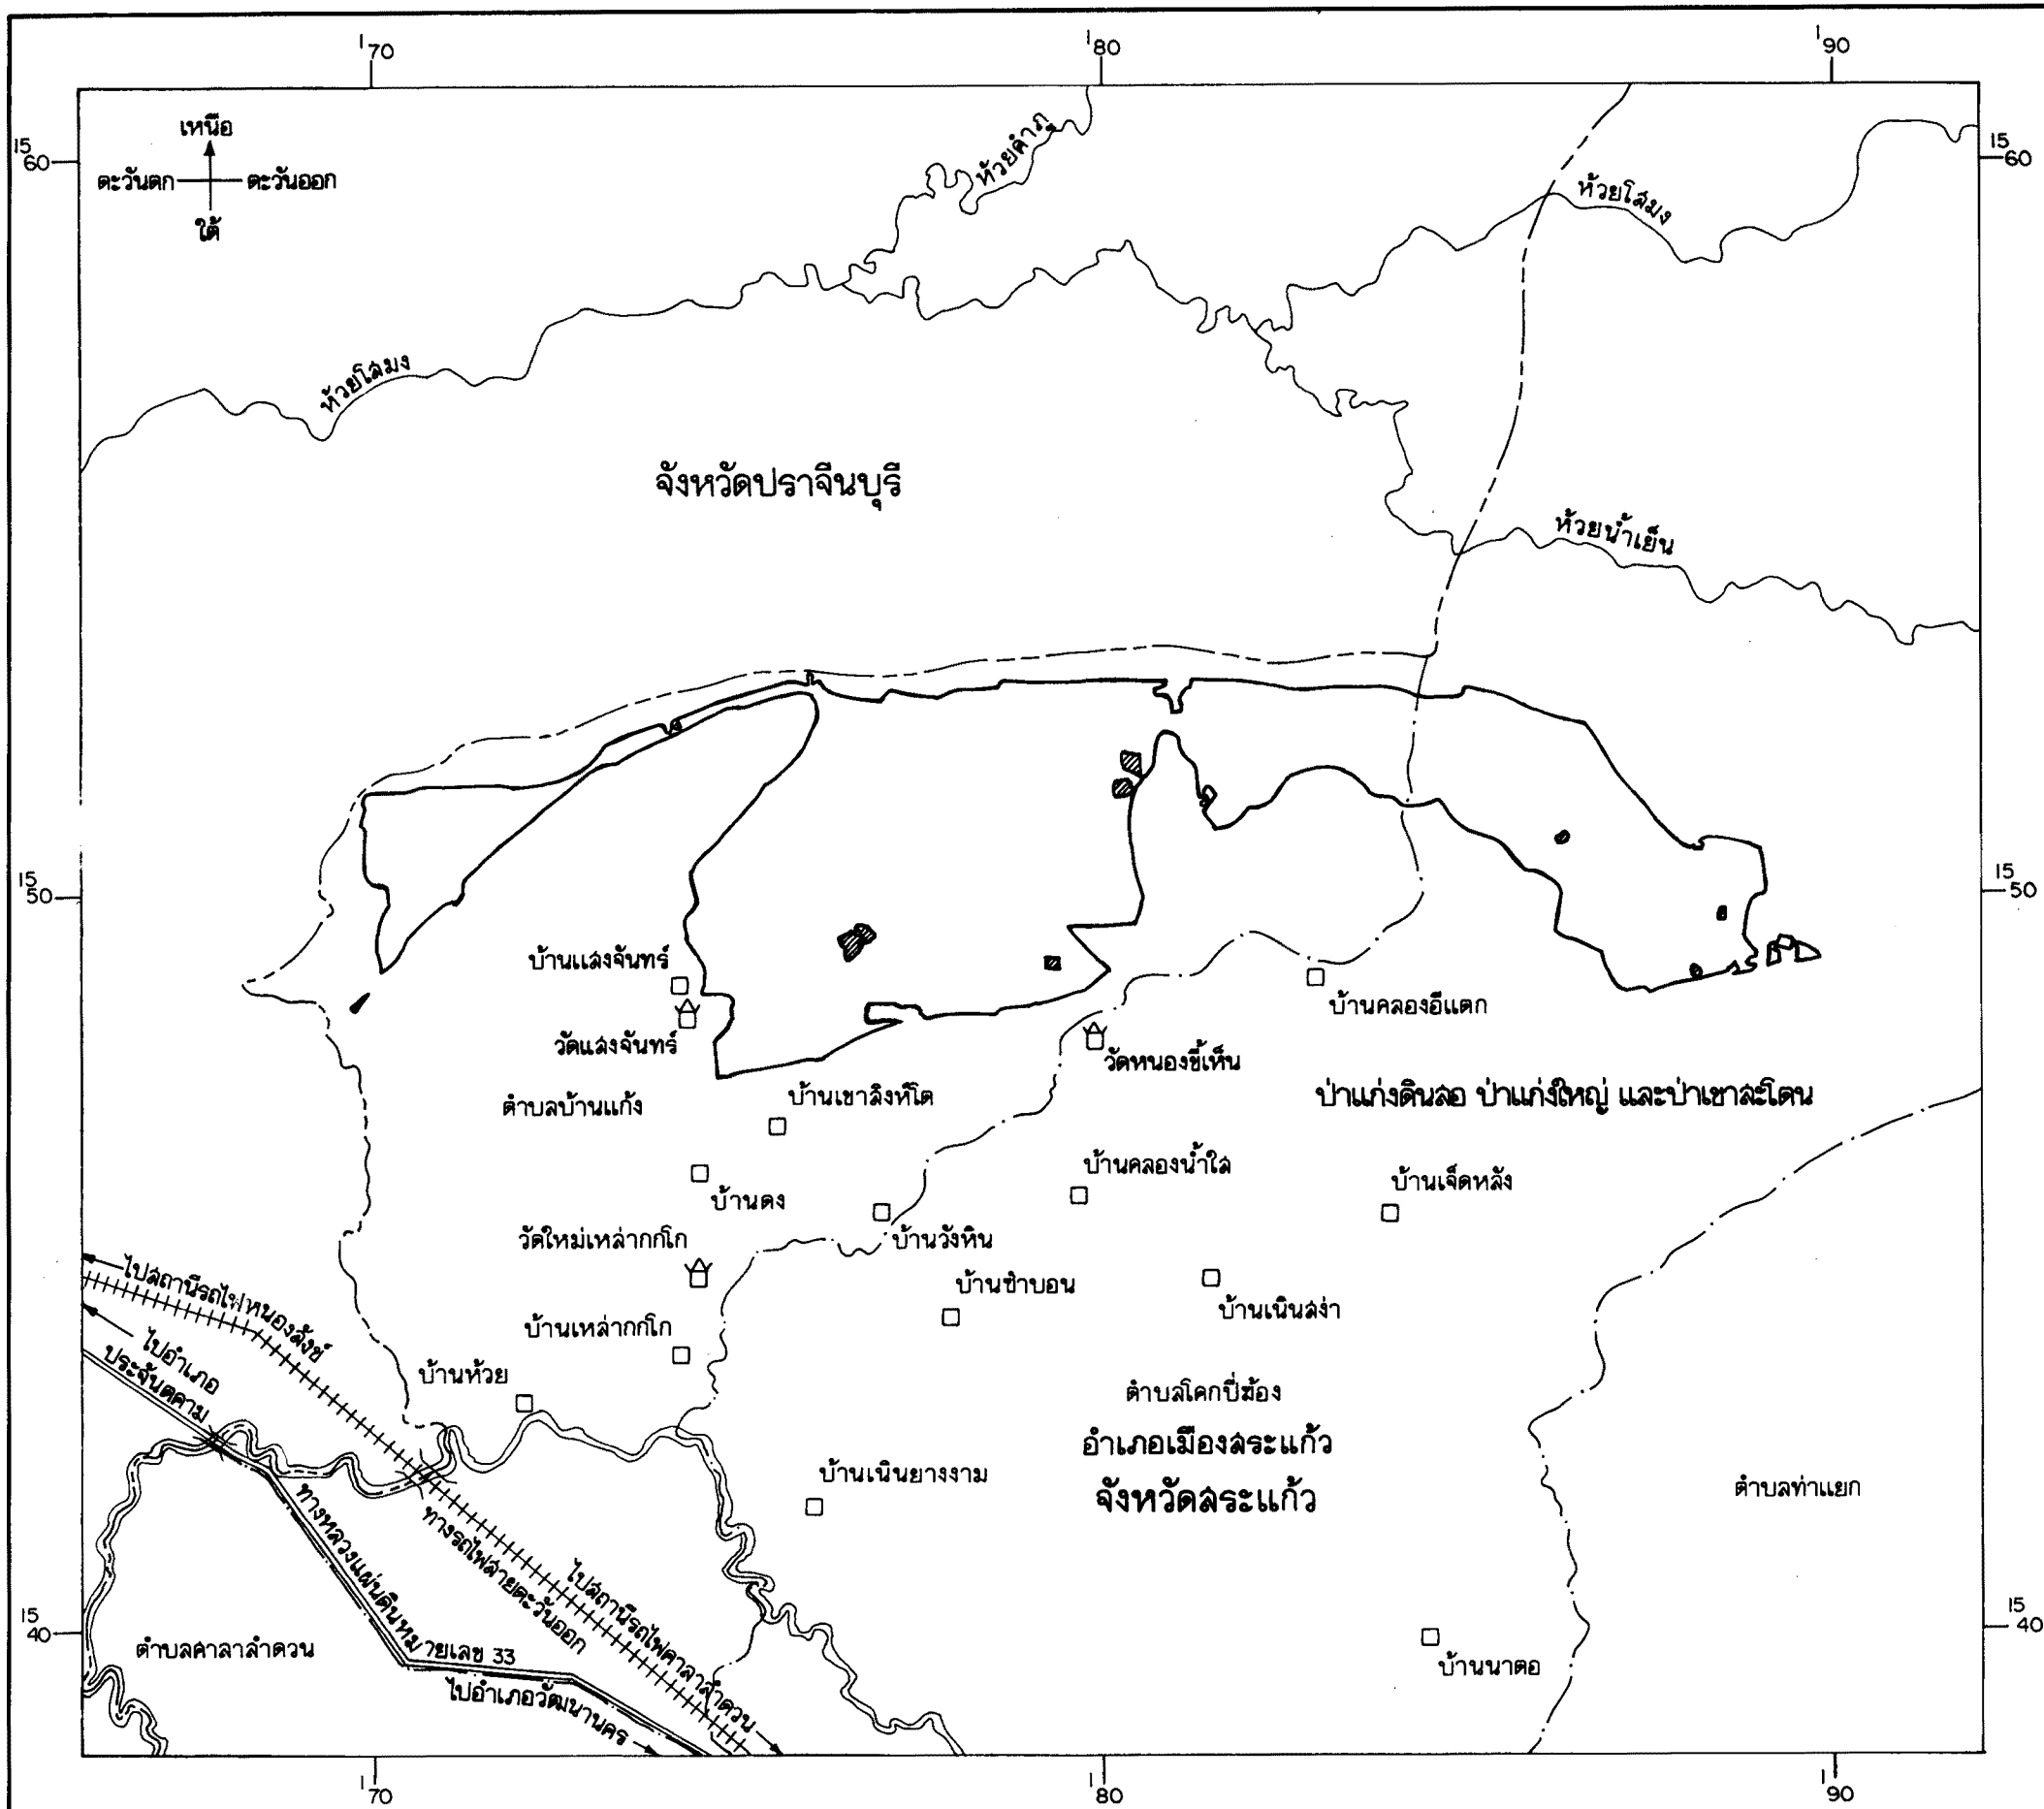 170
180
190
เหนือ
ตะวันตก
ตะวันออก
ใต้
1560
1560
ห้วยคำภู
ห้วยโสมง
ห้วยโสมง
จังหวัดปราจีนบุรี
ห้วยน้ำเย็น
1550
1550
บ้านแสงจันทร์
บ้านคลองอีแตก
วัดแสงจันทร์
วัดหนองขี้เห็น
ตำบลบ้านแก้ง
บ้านเขาสิงห์โต
ป่าแก่งดินสอ ป่าแก่งใหญ่ และป่าเขาสะโตน
บ้านคลองน้ำใส
บ้านเจ็ดหลัง
บ้านดง
วัดใหม่เหล่ากกโก
บ้านวังหิน
ไปสถานีรถไฟหนองสังข์
บ้านซำบอน
บ้านเนินสง่า
ไปอำเภอ
ประจันตคาม
บ้านเหล่ากกโก
บ้านห้วย
ตำบลโคกปี่ฆ้อง
อำเภอเมืองสระแก้ว
จังหวัดสระแก้ว
บ้านเนินยางงาม
ตำบลท่าแยก
ทางหลวงแผ่นดินหมายเลข 33
ทางรถไฟสายตะวันออก
ไปสถานีรถไฟศาลาลำดวน
1540
1540
ตำบลศาลาลำดวน
ไปอำเภอวัฒนานคร
บ้านนาตอ
170
180
190